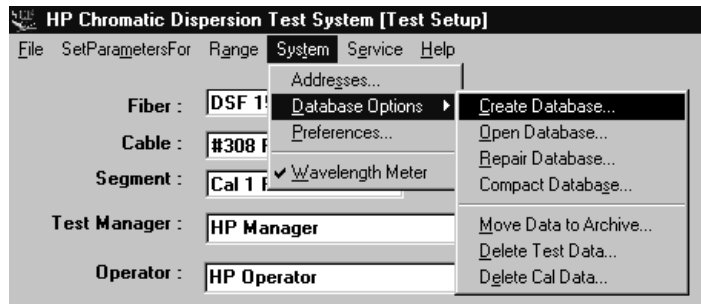 HP Chromatic Dispersion Test System [Test Setup]
File SetParametersFor Range System Service Help
Addresses...
Fiber : DSF Database Options Create Database...
Cable : #308 Preferences... Open Database...
Repair Database...
Segment : Cal 1 Wavelength Meter Compact Database...
Test Manager : HP Manager Move Data to Archive...
Delete Test Data...
Operator : HP Operator Delete Cal Data...